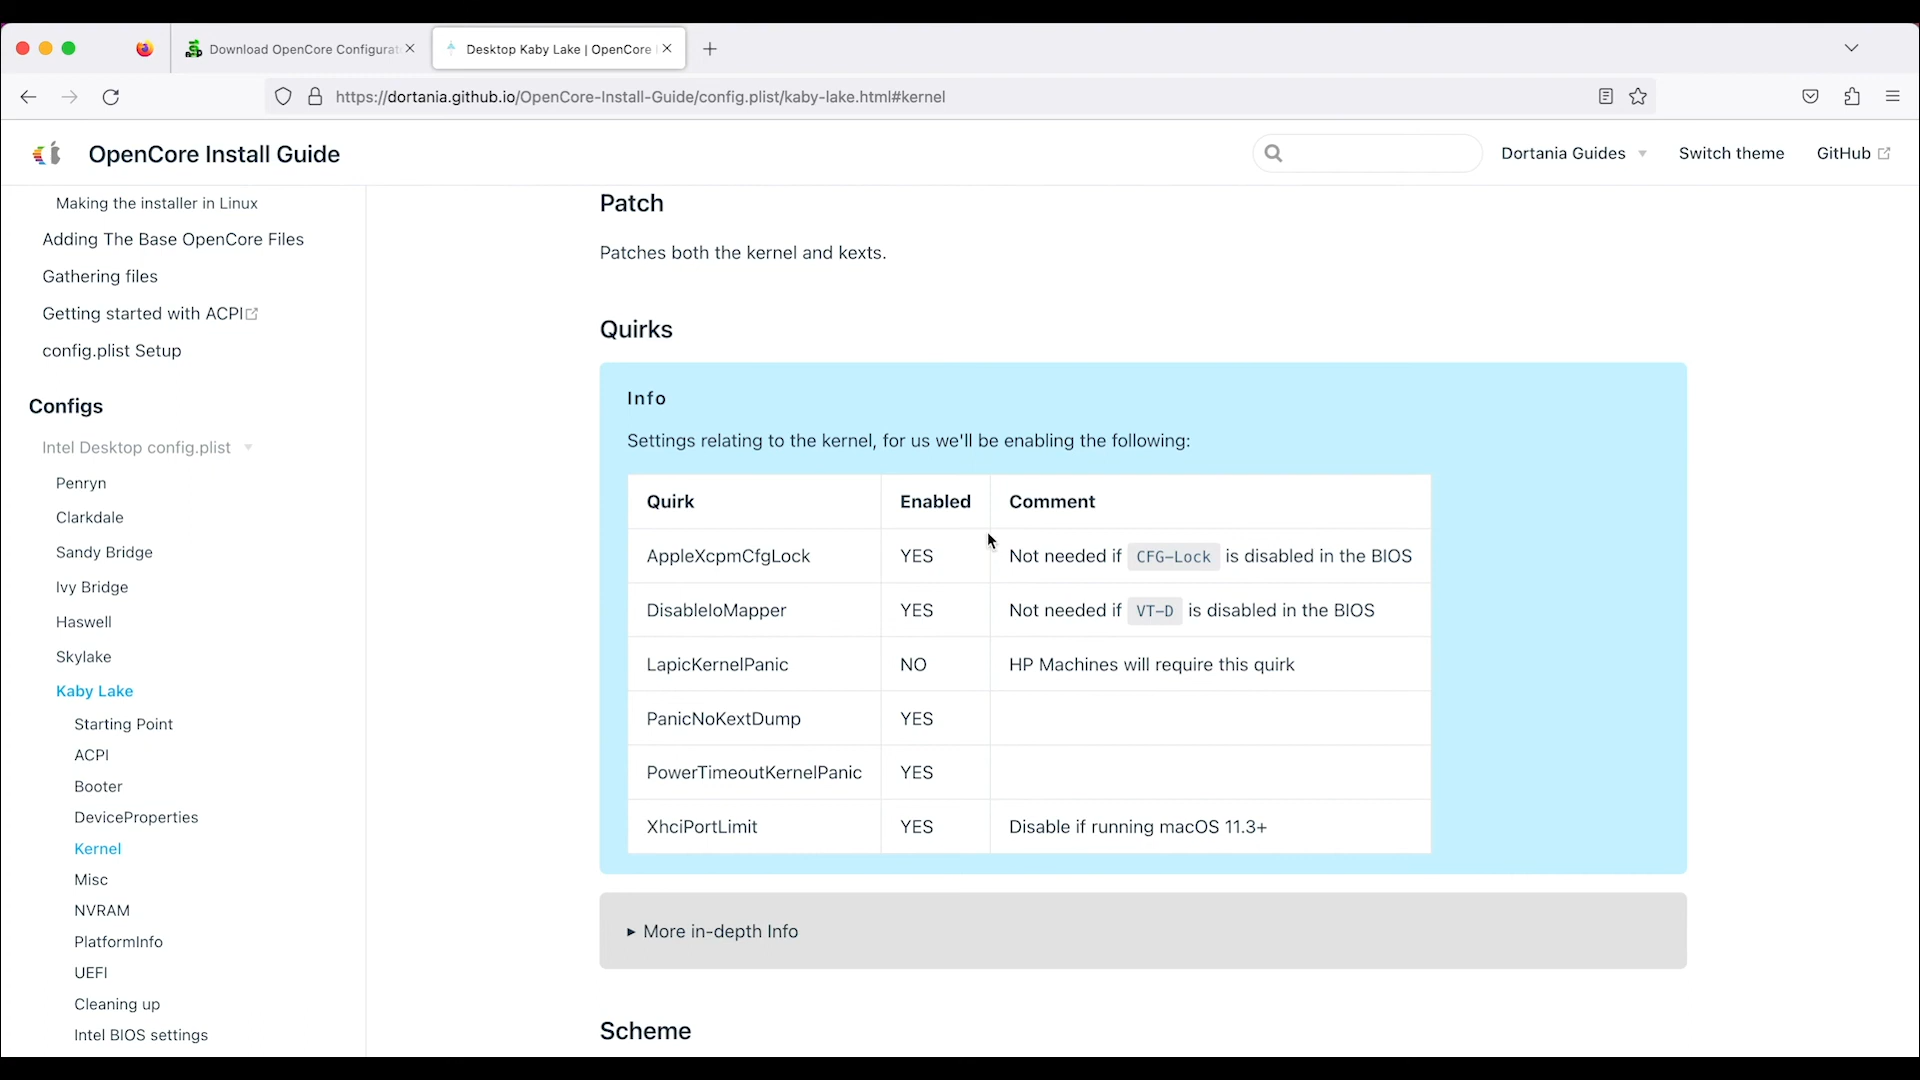 Download OpenCore Configurat
Desktop Kaby Lake | OpenCore
https://dortania.github.io/OpenCore-Install-Guide/config.plist/kaby-lake.html#kernel
OpenCore Install Guide
Dortania Guides
Switch theme
GitHub
Making the installer in Linux
Adding The Base OpenCore Files
Gathering files
Getting started with ACPI
config.plist Setup
Configs
Intel Desktop config.plist
Penryn
Clarkdale
Sandy Bridge
Ivy Bridge
Haswell
Skylake
Kaby Lake
Starting Point
ACPI
Booter
DeviceProperties
Kernel
Misc
NVRAM
PlatformInfo
UEFI
Cleaning up
Intel BIOS settings
Patch
Patches both the kernel and kexts.
Quirks
Info
Settings relating to the kernel, for us we'll be enabling the following:
Quirk Enabled Comment
AppleXcpmCfgLock YES Not needed if CFG-Lock is disabled in the BIOS
DisableIoMapper YES Not needed if VT-D is disabled in the BIOS
LapicKernelPanic NO HP Machines will require this quirk
PanicNoKextDump YES
PowerTimeoutKernelPanic YES
XhciPortLimit YES Disable if running macOS 11.3+
More in-depth Info
Scheme